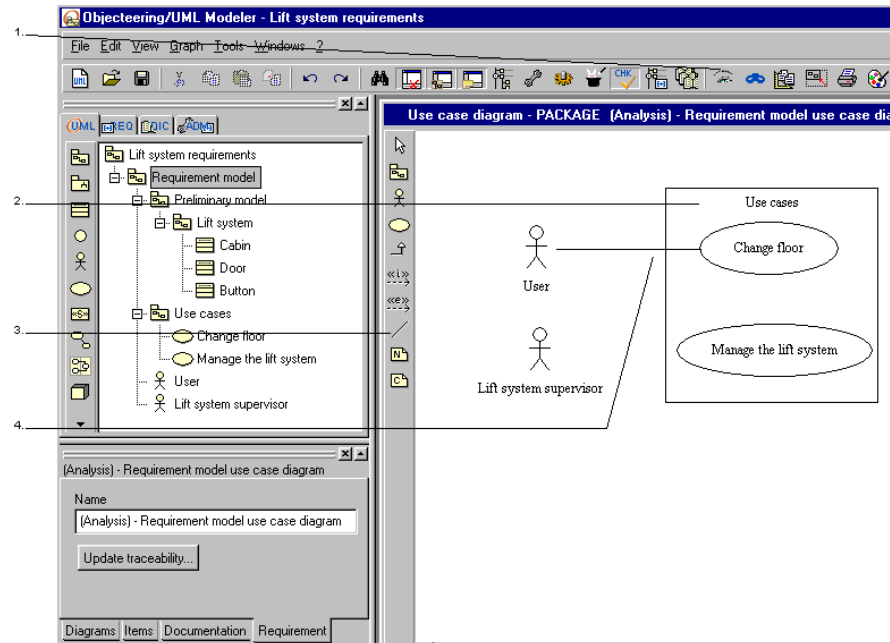 Objecteering/UML Modeler - Lift system requirements
1.
File Edit View Graph Tools Windows ?
UML
CHK
UML REQ DIC ADMI
Use case diagram - PACKAGE (Analysis) - Requirement model use case dia
Lift system requirements
Requirement model
2.
Preliminary model
Lift system
Cabin
Door
Button
Use cases
3.
Change floor
Manage the lift system
User
Lift system supervisor
4.
«S»
«i»
«e»
N
C
Use cases
Change floor
User
Manage the lift system
Lift system supervisor
(Analysis) - Requirement model use case diagram
Name
(Analysis) - Requirement model use case diagram
Update traceability...
Diagrams Items Documentation Requirement